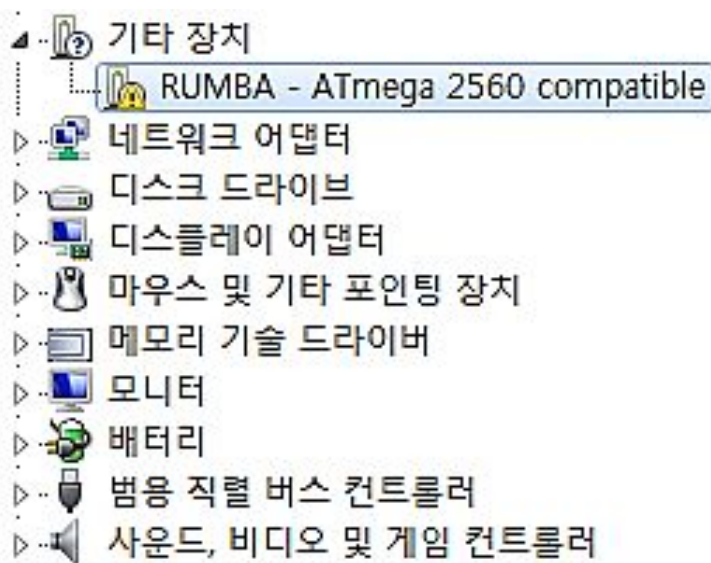 기타 장치
RUMBA - ATmega 2560 compatible
네트워크 어댑터
디스크 드라이브
디스플레이 어댑터
마우스 및 기타 포인팅 장치
메모리 기술 드라이버
모니터
배터리
범용 직렬 버스 컨트롤러
사운드, 비디오 및 게임 컨트롤러